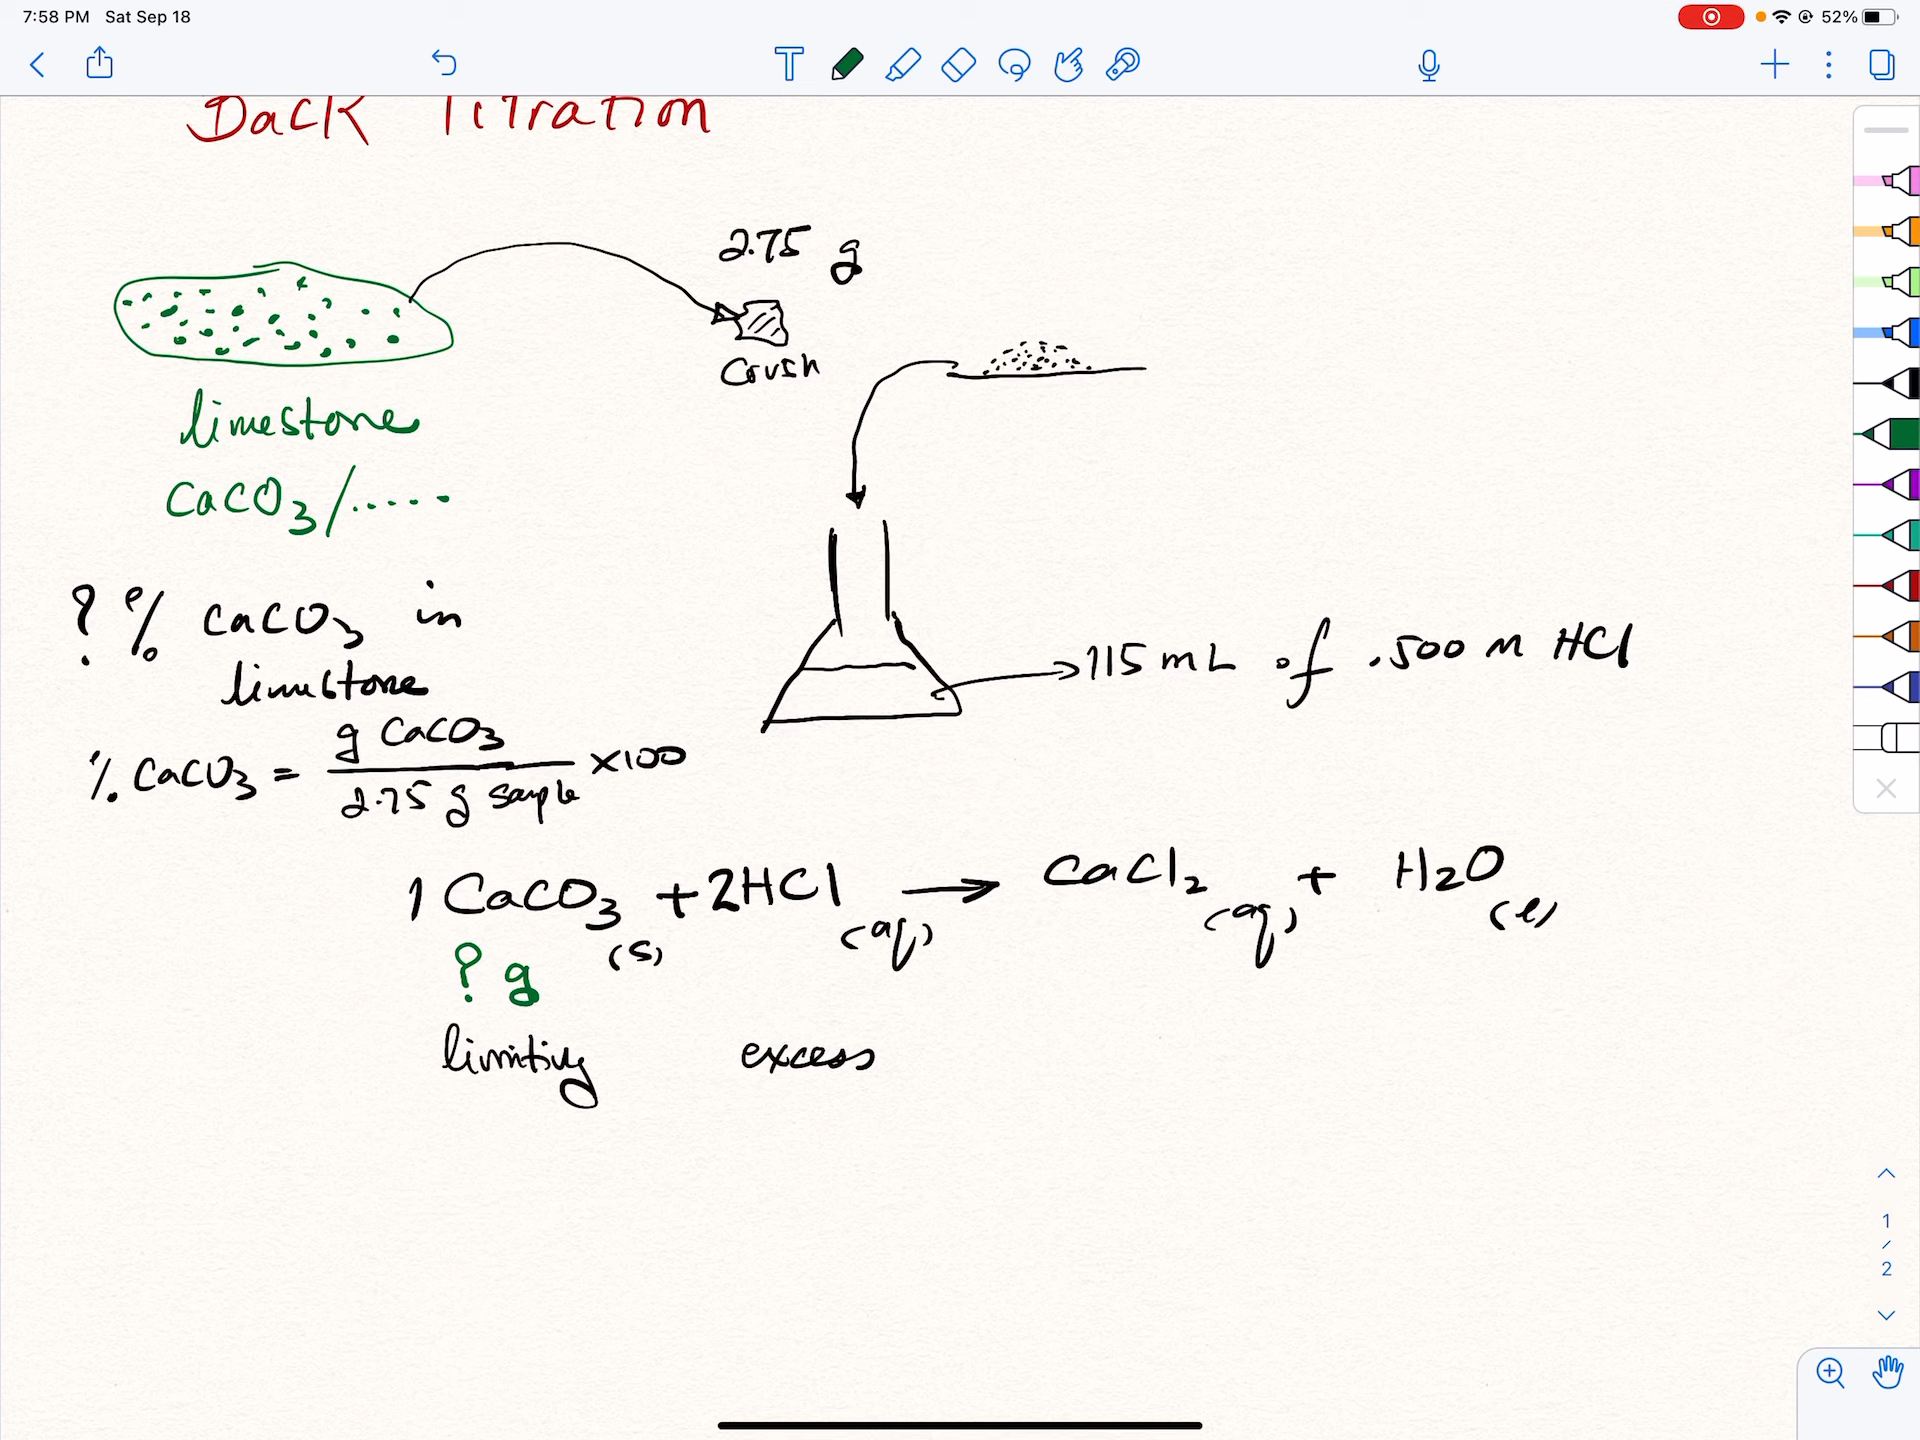 7:58 PM Sat Sep 18
52%
Back Titration
2.75 g
crush
limestone
CaCO3/.....
? % CaCO3 in
limestone
115 mL of .500 M HCl
% CaCO3 = g CaCO3 / 2.75 g sample ×100
1 CaCO3 (s) + 2HCl (aq) → CaCl2 (aq) + H2O (l)
? g
limiting excess
1
/
2